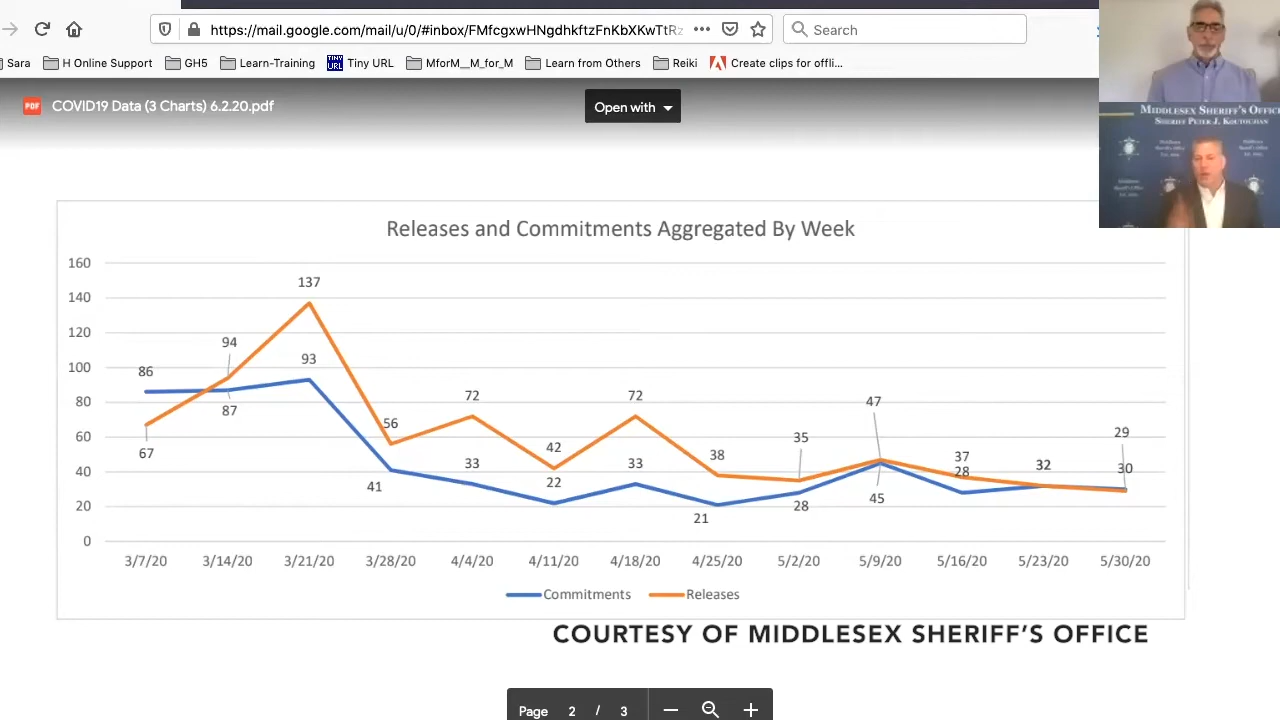 https://mail.google.com/mail/u/0/#inbox/FMfcgxwHNgdhkftzFnKbXKwTtRz
Search
Sara
H Online Support
GH5
Learn-Training
TINY URL
Tiny URL
MforM__M_for_M
Learn from Others
Reiki
Create clips for offli...
PDF
COVID19 Data (3 Charts) 6.2.20.pdf
Open with
MIDDLESEX SHERIFF'S OFFICE
SHERIFF PETER J. KOUTOUJIAN
Releases and Commitments Aggregated By Week
160
140
120
100
80
60
40
20
0
86
67
94
87
137
93
56
41
72
33
42
22
72
33
38
21
35
28
47
45
37
28
32
29
30
3/7/20
3/14/20
3/21/20
3/28/20
4/4/20
4/11/20
4/18/20
4/25/20
5/2/20
5/9/20
5/16/20
5/23/20
5/30/20
Commitments
Releases
COURTESY OF MIDDLESEX SHERIFF'S OFFICE
Page 2 / 3